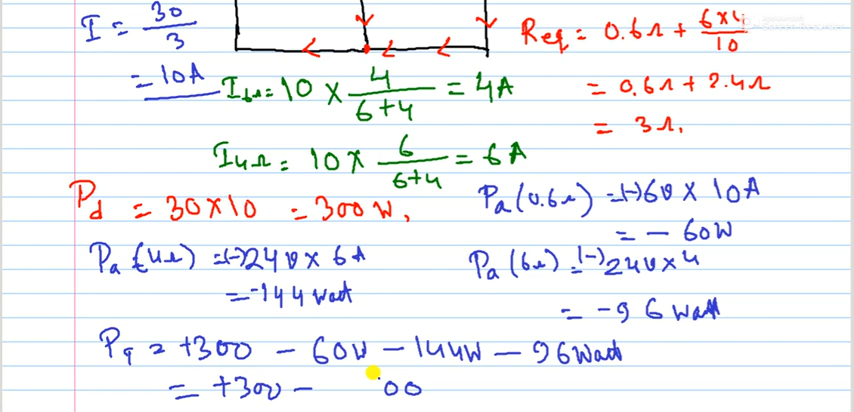 I = 30/3
= 10A
Req = 0.6Ω + 6×4/10
= 0.6Ω + 2.4Ω
= 3Ω.
I6Ω = 10 × 4/(6+4) = 4A
I4Ω = 10 × 6/(6+4) = 6A
Pd = 30×10 = 300W,
Pa (0.6Ω) = (-) 6V × 10A
= - 60W
Pa (4Ω) = (-) 24V × 6A
= -144 Watt
Pa (6Ω) = (-) 24V × 4
= -96 Watt
Pq = +300 - 60W - 144W - 96Watt
= +300 - 00